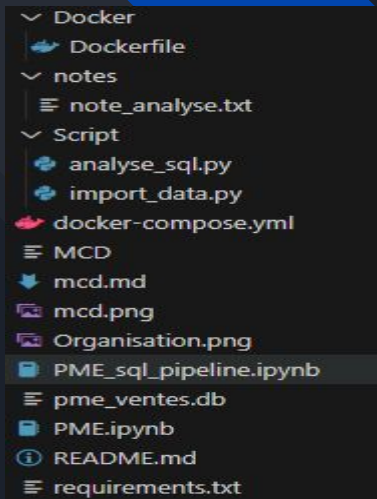 Docker
Dockerfile
notes
note_analyse.txt
Script
analyse_sql.py
import_data.py
docker-compose.yml
MCD
mcd.md
mcd.png
Organisation.png
PME_sql_pipeline.ipynb
pme_ventes.db
PME.ipynb
README.md
requirements.txt